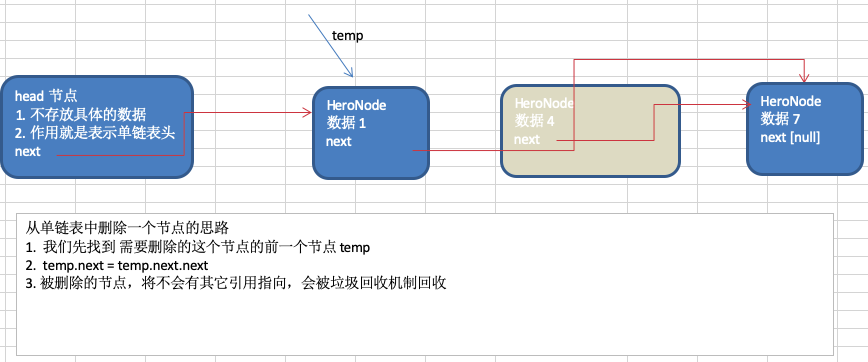 temp
head 节点
1. 不存放具体的数据
2. 作用就是表示单链表头
next
HeroNode
数据 1
next
HeroNode
数据 4
next
HeroNode
数据 7
next [null]
从单链表中删除一个节点的思路
1. 我们先找到 需要删除的这个节点的前一个节点 temp
2. temp.next = temp.next.next
3. 被删除的节点，将不会有其它引用指向，会被垃圾回收机制回收